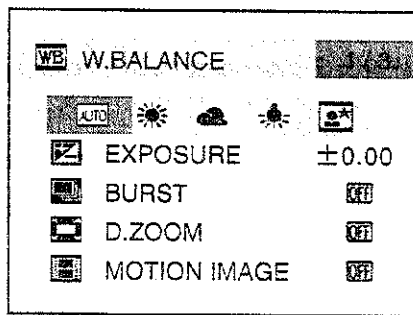 WB W.BALANCE
AUTO
EXPOSURE ±0.00
BURST OFF
D.ZOOM OFF
MOTION IMAGE OFF